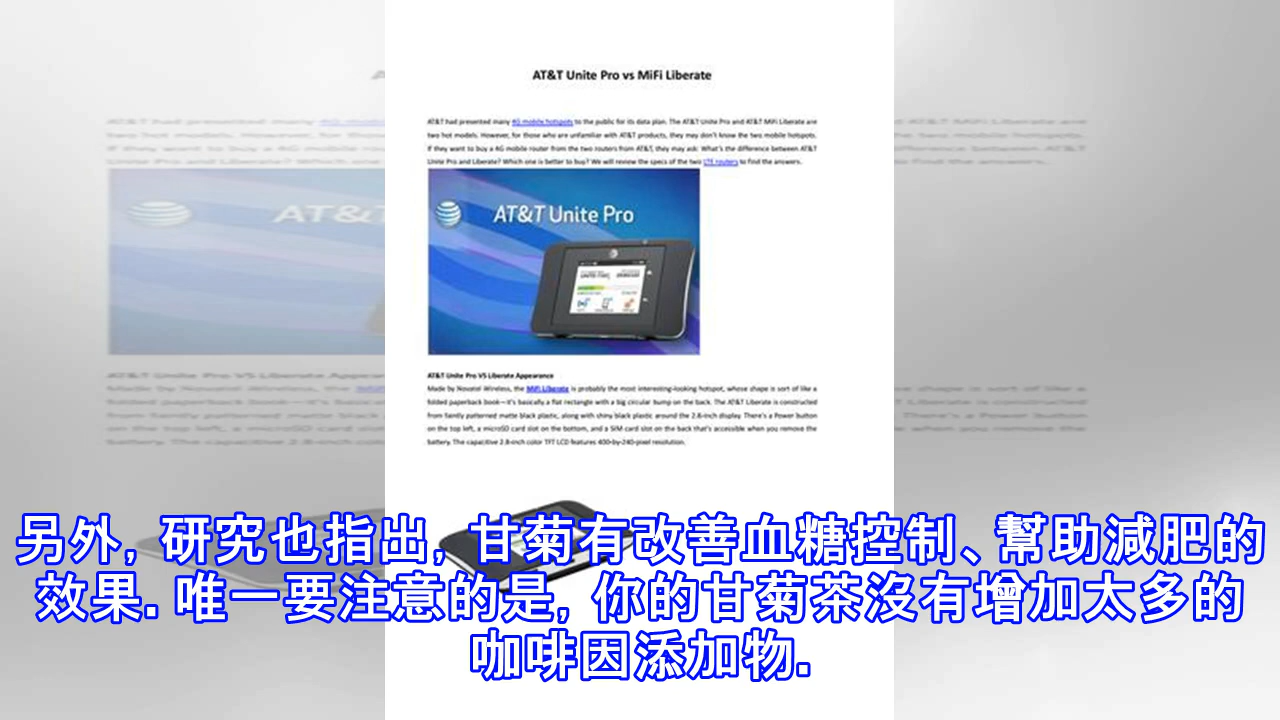 AT&T Unite Pro vs MiFi Liberate
AT&T had presented many 4G mobile hotspots to the public for its data plan. The AT&T Unite Pro and AT&T MiFi Liberate are
two hot models. However, for those who are unfamiliar with AT&T products, they may don't know the two mobile hotspots.
If they want to buy a 4G mobile router from the two routers from AT&T, they may ask: What's the difference between AT&T
Unite Pro and Liberate? Which one is better to buy? We will review the specs of the two LTE routers to find the answers.
AT&T Unite Pro
AT&T Unite Pro VS Liberate Appearance
Made by Novatel Wireless, the MiFi Liberate is probably the most interesting-looking hotspot, whose shape is sort of like a
folded paperback book—it's basically a flat rectangle with a big circular bump on the back. The AT&T Liberate is constructed
from faintly patterned matte black plastic, along with shiny black plastic around the 2.8-inch display. There's a Power button
on the top left, a microSD card slot on the bottom, and a SIM card slot on the back that's accessible when you remove the
battery. The capacitive 2.8-inch color TFT LCD features 400-by-240-pixel resolution.
另外, 研究也指出, 甘菊有改善血糖控制、幫助減肥的
效果. 唯一要注意的是, 你的甘菊茶沒有增加太多的
咖啡因添加物.